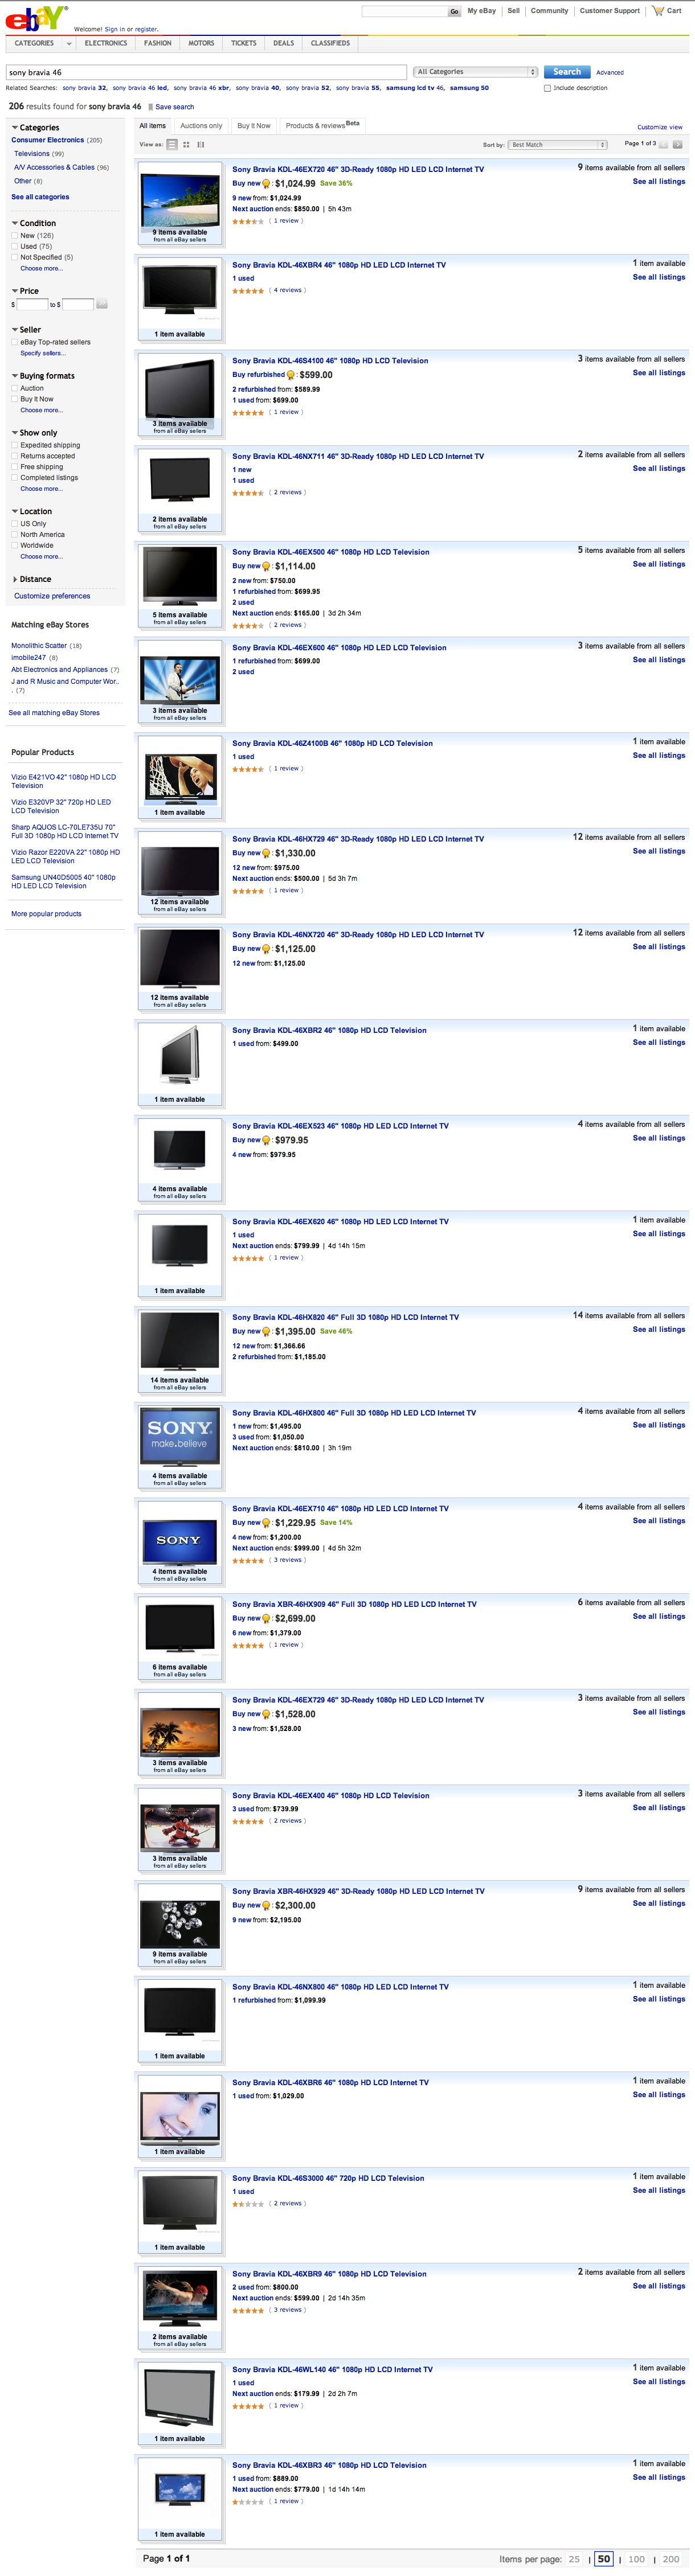 ebY
Welcome! Sign in or register.
Go
My eBay
Sell
Community
Customer Support
Cart
CATEGORIES
ELECTRONICS
FASHION
MOTORS
TICKETS
DEALS
CLASSIFIEDS
sony bravia 46
All Categories
Search
Advanced
Related Searches: sony bravia 32, sony bravia 46 led, sony bravia 46 xbr, sony bravia 40, sony bravia 52, sony bravia 55, samsung lcd tv 46, samsung 50
Include description
206 results found for sony bravia 46
Save search
Categories
Consumer Electronics (205)
Televisions (99)
A/V Accessories & Cables (96)
Other (8)
See all categories
Condition
New (126)
Used (75)
Not Specified (5)
Choose more...
Price
$ to $
Seller
eBay Top-rated sellers
Specify sellers...
Buying formats
Auction
Buy It Now
Choose more...
Show only
Expedited shipping
Returns accepted
Free shipping
Completed listings
Choose more...
Location
US Only
North America
Worldwide
Choose more...
Distance
Customize preferences
Matching eBay Stores
Monolithic Scatter (18)
imobile247 (8)
Abt Electronics and Appliances (7)
J and R Music and Computer Wor..
. (7)
See all matching eBay Stores
Popular Products
Vizio E421VO 42" 1080p HD LCD
Television
Vizio E320VP 32" 720p HD LED
LCD Television
Sharp AQUOS LC-70LE735U 70"
Full 3D 1080p HD LCD Internet TV
Vizio Razor E220VA 22" 1080p HD
LED LCD Television
Samsung UN40D5005 40" 1080p
HD LED LCD Television
More popular products
All items
Auctions only
Buy It Now
Products & reviews Beta
Customize view
View as:
Sort by: Best Match
Page 1 of 3
Sony Bravia KDL-46EX720 46" 3D-Ready 1080p HD LED LCD Internet TV
Buy new : $1,024.99 Save 36%
9 new from: $1,024.99
Next auction ends: $850.00 | 5h 43m
( 1 review )
9 items available
from all eBay sellers
9 items available from all sellers
See all listings
Sony Bravia KDL-46XBR4 46" 1080p HD LED LCD Internet TV
1 used
( 4 reviews )
1 item available
1 item available
See all listings
Sony Bravia KDL-46S4100 46" 1080p HD LCD Television
Buy refurbished : $599.00
2 refurbished from: $589.99
1 used from: $699.00
( 1 review )
3 items available
from all eBay sellers
3 items available from all sellers
See all listings
Sony Bravia KDL-46NX711 46" 3D-Ready 1080p HD LED LCD Internet TV
1 new
1 used
( 2 reviews )
2 items available
from all eBay sellers
2 items available from all sellers
See all listings
Sony Bravia KDL-46EX500 46" 1080p HD LCD Television
Buy new : $1,114.00
2 new from: $750.00
1 refurbished from: $699.95
2 used
Next auction ends: $165.00 | 3d 2h 34m
( 2 reviews )
5 items available
from all eBay sellers
5 items available from all sellers
See all listings
Sony Bravia KDL-46EX600 46" 1080p HD LED LCD Television
1 refurbished from: $699.00
2 used
3 items available
from all eBay sellers
3 items available from all sellers
See all listings
Sony Bravia KDL-46Z4100B 46" 1080p HD LCD Television
1 used
( 1 review )
1 item available
1 item available
See all listings
Sony Bravia KDL-46HX729 46" 3D-Ready 1080p HD LED LCD Internet TV
Buy new : $1,330.00
12 new from: $975.00
Next auction ends: $500.00 | 5d 3h 7m
( 1 review )
12 items available
from all eBay sellers
12 items available from all sellers
See all listings
Sony Bravia KDL-46NX720 46" 3D-Ready 1080p HD LED LCD Internet TV
Buy new : $1,125.00
12 new from: $1,125.00
12 items available
from all eBay sellers
12 items available from all sellers
See all listings
Sony Bravia KDL-46XBR2 46" 1080p HD LCD Television
1 used from: $499.00
1 item available
1 item available
See all listings
Sony Bravia KDL-46EX523 46" 1080p HD LED LCD Internet TV
Buy new : $979.95
4 new from: $979.95
4 items available
from all eBay sellers
4 items available from all sellers
See all listings
Sony Bravia KDL-46EX620 46" 1080p HD LED LCD Internet TV
1 used
Next auction ends: $799.99 | 4d 14h 15m
( 1 review )
1 item available
1 item available
See all listings
Sony Bravia KDL-46HX820 46" Full 3D 1080p HD LCD Internet TV
Buy new : $1,395.00 Save 46%
12 new from: $1,366.66
2 refurbished from: $1,185.00
14 items available
from all eBay sellers
14 items available from all sellers
See all listings
Sony Bravia KDL-46HX800 46" Full 3D 1080p HD LED LCD Internet TV
1 new from: $1,495.00
3 used from: $1,050.00
Next auction ends: $810.00 | 3h 19m
SONY
make.believe
4 items available
from all eBay sellers
4 items available from all sellers
See all listings
Sony Bravia KDL-46EX710 46" 1080p HD LED LCD Internet TV
Buy new : $1,229.95 Save 14%
4 new from: $1,200.00
Next auction ends: $999.00 | 4d 5h 32m
( 3 reviews )
SONY
4 items available
from all eBay sellers
4 items available from all sellers
See all listings
Sony Bravia XBR-46HX909 46" Full 3D 1080p HD LED LCD Internet TV
Buy new : $2,699.00
6 new from: $1,379.00
( 1 review )
6 items available
from all eBay sellers
6 items available from all sellers
See all listings
Sony Bravia KDL-46EX729 46" 3D-Ready 1080p HD LED LCD Internet TV
Buy new : $1,528.00
3 new from: $1,528.00
3 items available
from all eBay sellers
3 items available from all sellers
See all listings
Sony Bravia KDL-46EX400 46" 1080p HD LCD Television
3 used from: $739.99
( 2 reviews )
3 items available
from all eBay sellers
3 items available from all sellers
See all listings
Sony Bravia XBR-46HX929 46" 3D-Ready 1080p HD LED LCD Internet TV
Buy new : $2,300.00
9 new from: $2,195.00
9 items available
from all eBay sellers
9 items available from all sellers
See all listings
Sony Bravia KDL-46NX800 46" 1080p HD LED LCD Internet TV
1 refurbished from: $1,099.99
1 item available
1 item available
See all listings
Sony Bravia KDL-46XBR6 46" 1080p HD LCD Internet TV
1 used from: $1,029.00
1 item available
1 item available
See all listings
Sony Bravia KDL-46S3000 46" 720p HD LCD Television
1 used
( 2 reviews )
1 item available
1 item available
See all listings
Sony Bravia KDL-46XBR9 46" 1080p HD LCD Television
2 used from: $800.00
Next auction ends: $599.00 | 2d 14h 35m
( 3 reviews )
2 items available
from all eBay sellers
2 items available from all sellers
See all listings
Sony Bravia KDL-46WL140 46" 1080p HD LCD Internet TV
1 used
Next auction ends: $179.99 | 2d 2h 7m
( 1 review )
1 item available
1 item available
See all listings
Sony Bravia KDL-46XBR3 46" 1080p HD LCD Television
1 used from: $889.00
Next auction ends: $779.00 | 1d 14h 14m
( 1 review )
1 item available
1 item available
See all listings
Page 1 of 1
Items per page: 25 | 50 | 100 | 200